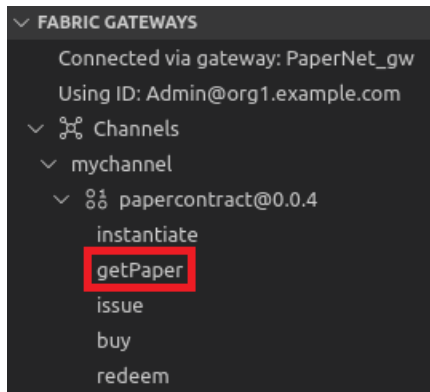 FABRIC GATEWAYS
Connected via gateway: PaperNet_gw
Using ID: Admin@org1.example.com
Channels
mychannel
papercontract@0.0.4
instantiate
getPaper
issue
buy
redeem